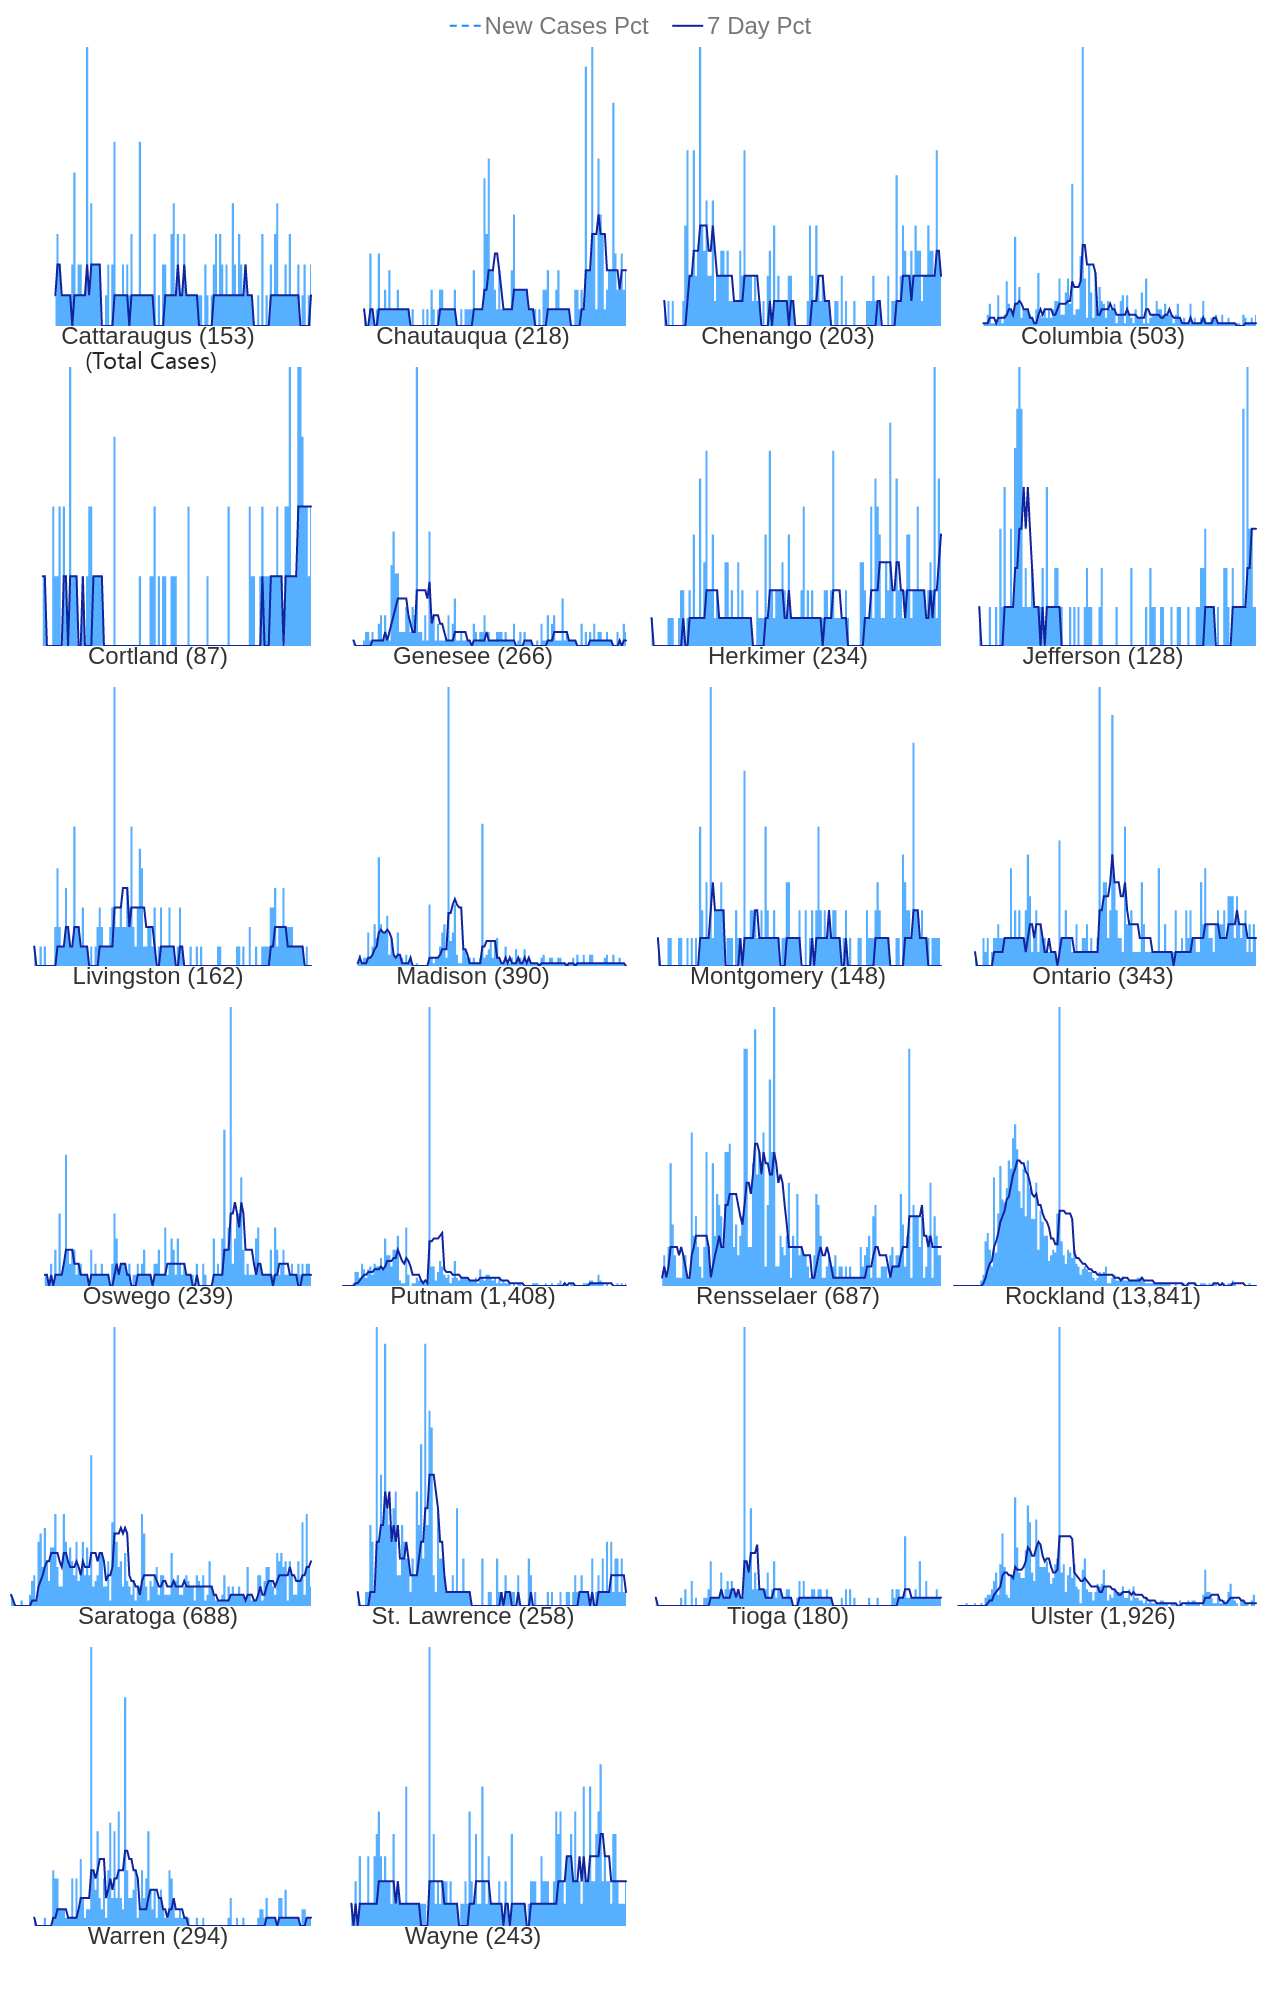 New Cases Pct 7 Day Pct
Cattaraugus (153) Chautauqua (218) Chenango (203) Columbia (503)
(Total Cases)
Cortland (87) Genesee (266) Herkimer (234) Jefferson (128)
Livingston (162) Madison (390) Montgomery (148) Ontario (343)
Oswego (239) Putnam (1,408) Rensselaer (687) Rockland (13,841)
Saratoga (688) St. Lawrence (258) Tioga (180) Ulster (1,926)
Warren (294) Wayne (243)